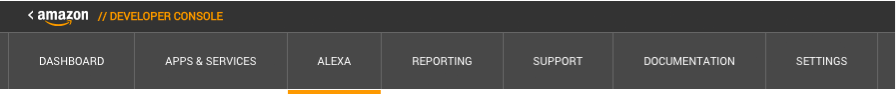 < amazon // DEVELOPER CONSOLE
DASHBOARD APPS & SERVICES ALEXA REPORTING SUPPORT DOCUMENTATION SETTINGS